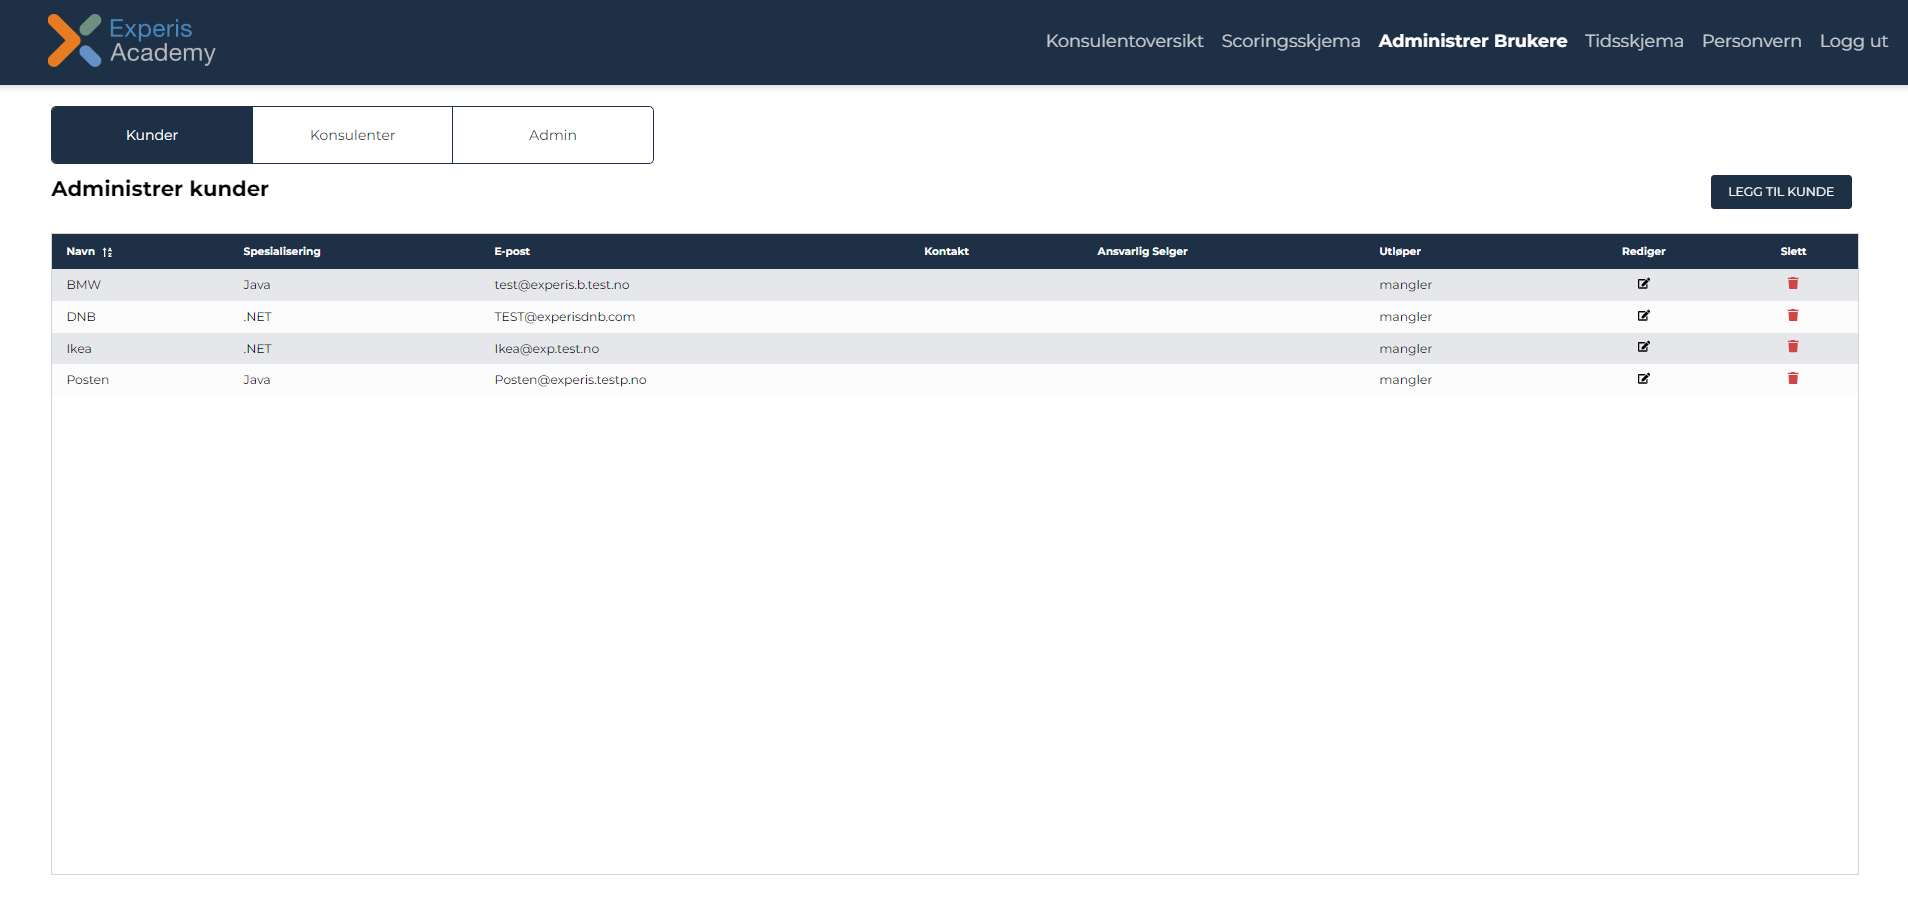 Experis
Academy
Konsulentoversikt Scoringsskjema Administrer Brukere Tidsskjema Personvern Logg ut
Kunder Konsulenter Admin
Administrer kunder
LEGG TIL KUNDE
Navn Spesialisering E-post Kontakt Ansvarlig Selger Utløper Rediger Slett
BMW Java test@experis.b.test.no mangler
DNB .NET TEST@experisdnb.com mangler
Ikea .NET Ikea@exp.test.no mangler
Posten Java Posten@experis.testp.no mangler